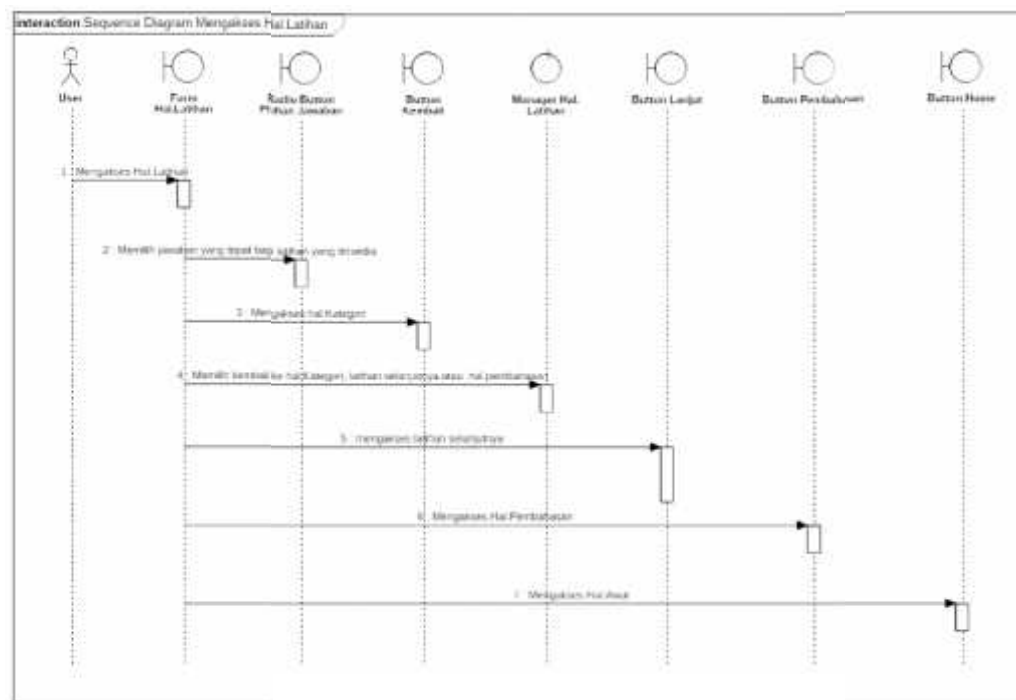 interaction Sequence Diagram Mengakses Hal Latihan
User
Form
Hal.Latihan
Radio Button
Pilihan Jawaban
Button
Kembali
Manager Hal.
Latihan
Button Lanjut
Button Pembahasan
Button Home
1 : Mengakses Hal Latihan
2 : Memilih jawaban yang tepat bagi latihan yang tersedia
3 : Mengakses hal Kategori
4 : Memilih kembali ke hal kategori, latihan selanjutnya atau hal pembahasan
5 : mengakses latihan selanjutnya
6 : Mengakses Hal Pembahasan
7 : Mengakses Hal Awal